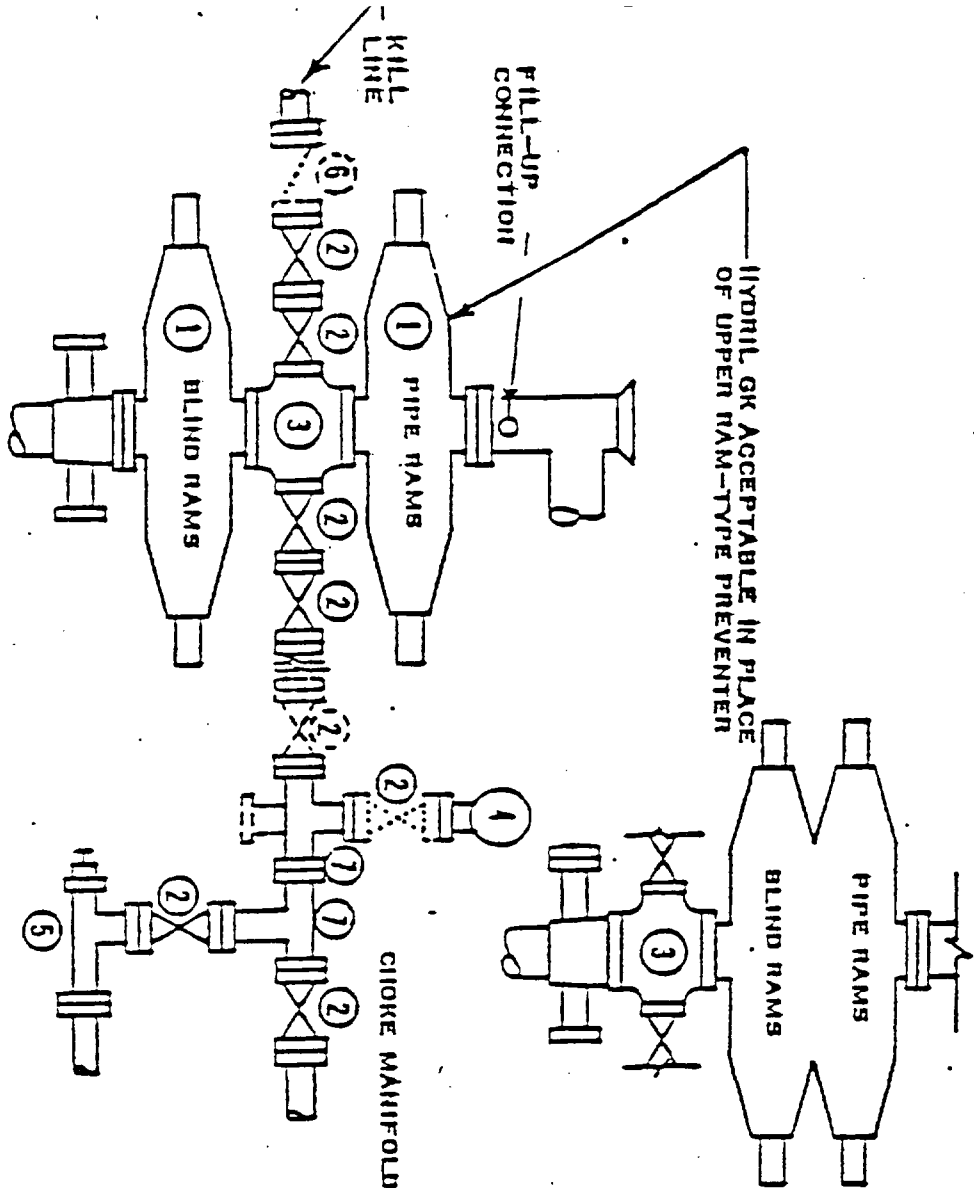 KILL
LINE
FILL-UP
CONNECTION
HYDRIL GK ACCEPTABLE IN PLACE
OF UPPER RAM-TYPE PREVENTER
6
2
2
1
BLIND RAMS
3
1
PIPE RAMS
2
2
2
2
4
7
7
2
5
2
CHOKE MANIFOLD
PIPE RAMS
BLIND RAMS
3